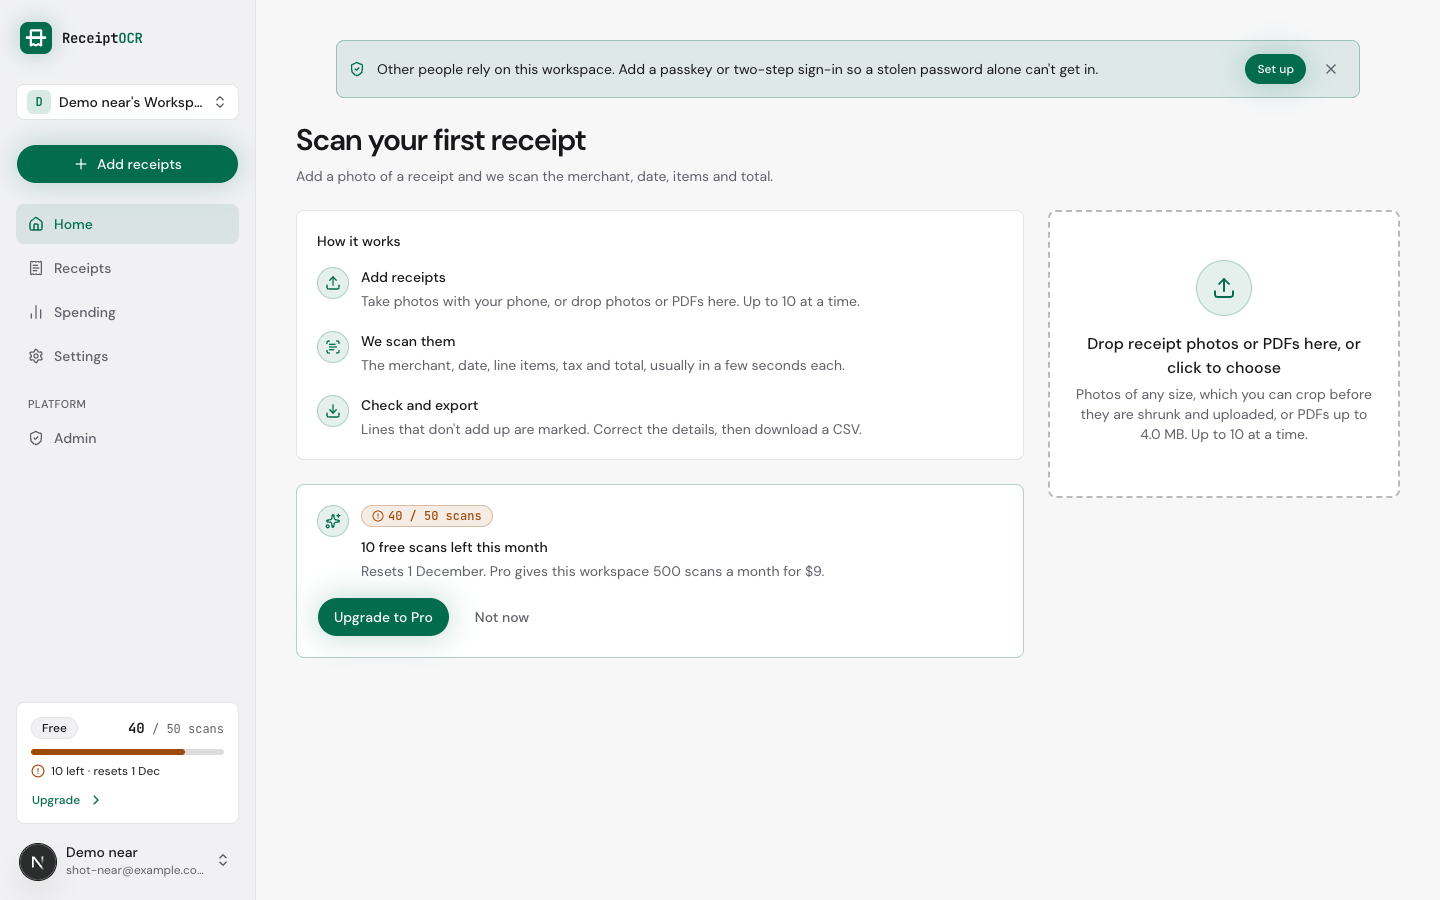 ReceiptOCR
D
Demo near's Worksp...
Add receipts
Home
Receipts
Spending
Settings
PLATFORM
Admin
Free
40 / 50 scans
10 left · resets 1 Dec
Upgrade
N
Demo near
shot-near@example.co...
Other people rely on this workspace. Add a passkey or two-step sign-in so a stolen password alone can't get in.
Set up
Scan your first receipt
Add a photo of a receipt and we scan the merchant, date, items and total.
How it works
Add receipts
Take photos with your phone, or drop photos or PDFs here. Up to 10 at a time.
We scan them
The merchant, date, line items, tax and total, usually in a few seconds each.
Check and export
Lines that don't add up are marked. Correct the details, then download a CSV.
40 / 50 scans
10 free scans left this month
Resets 1 December. Pro gives this workspace 500 scans a month for $9.
Upgrade to Pro
Not now
Drop receipt photos or PDFs here, or
click to choose
Photos of any size, which you can crop before
they are shrunk and uploaded, or PDFs up to
4.0 MB. Up to 10 at a time.